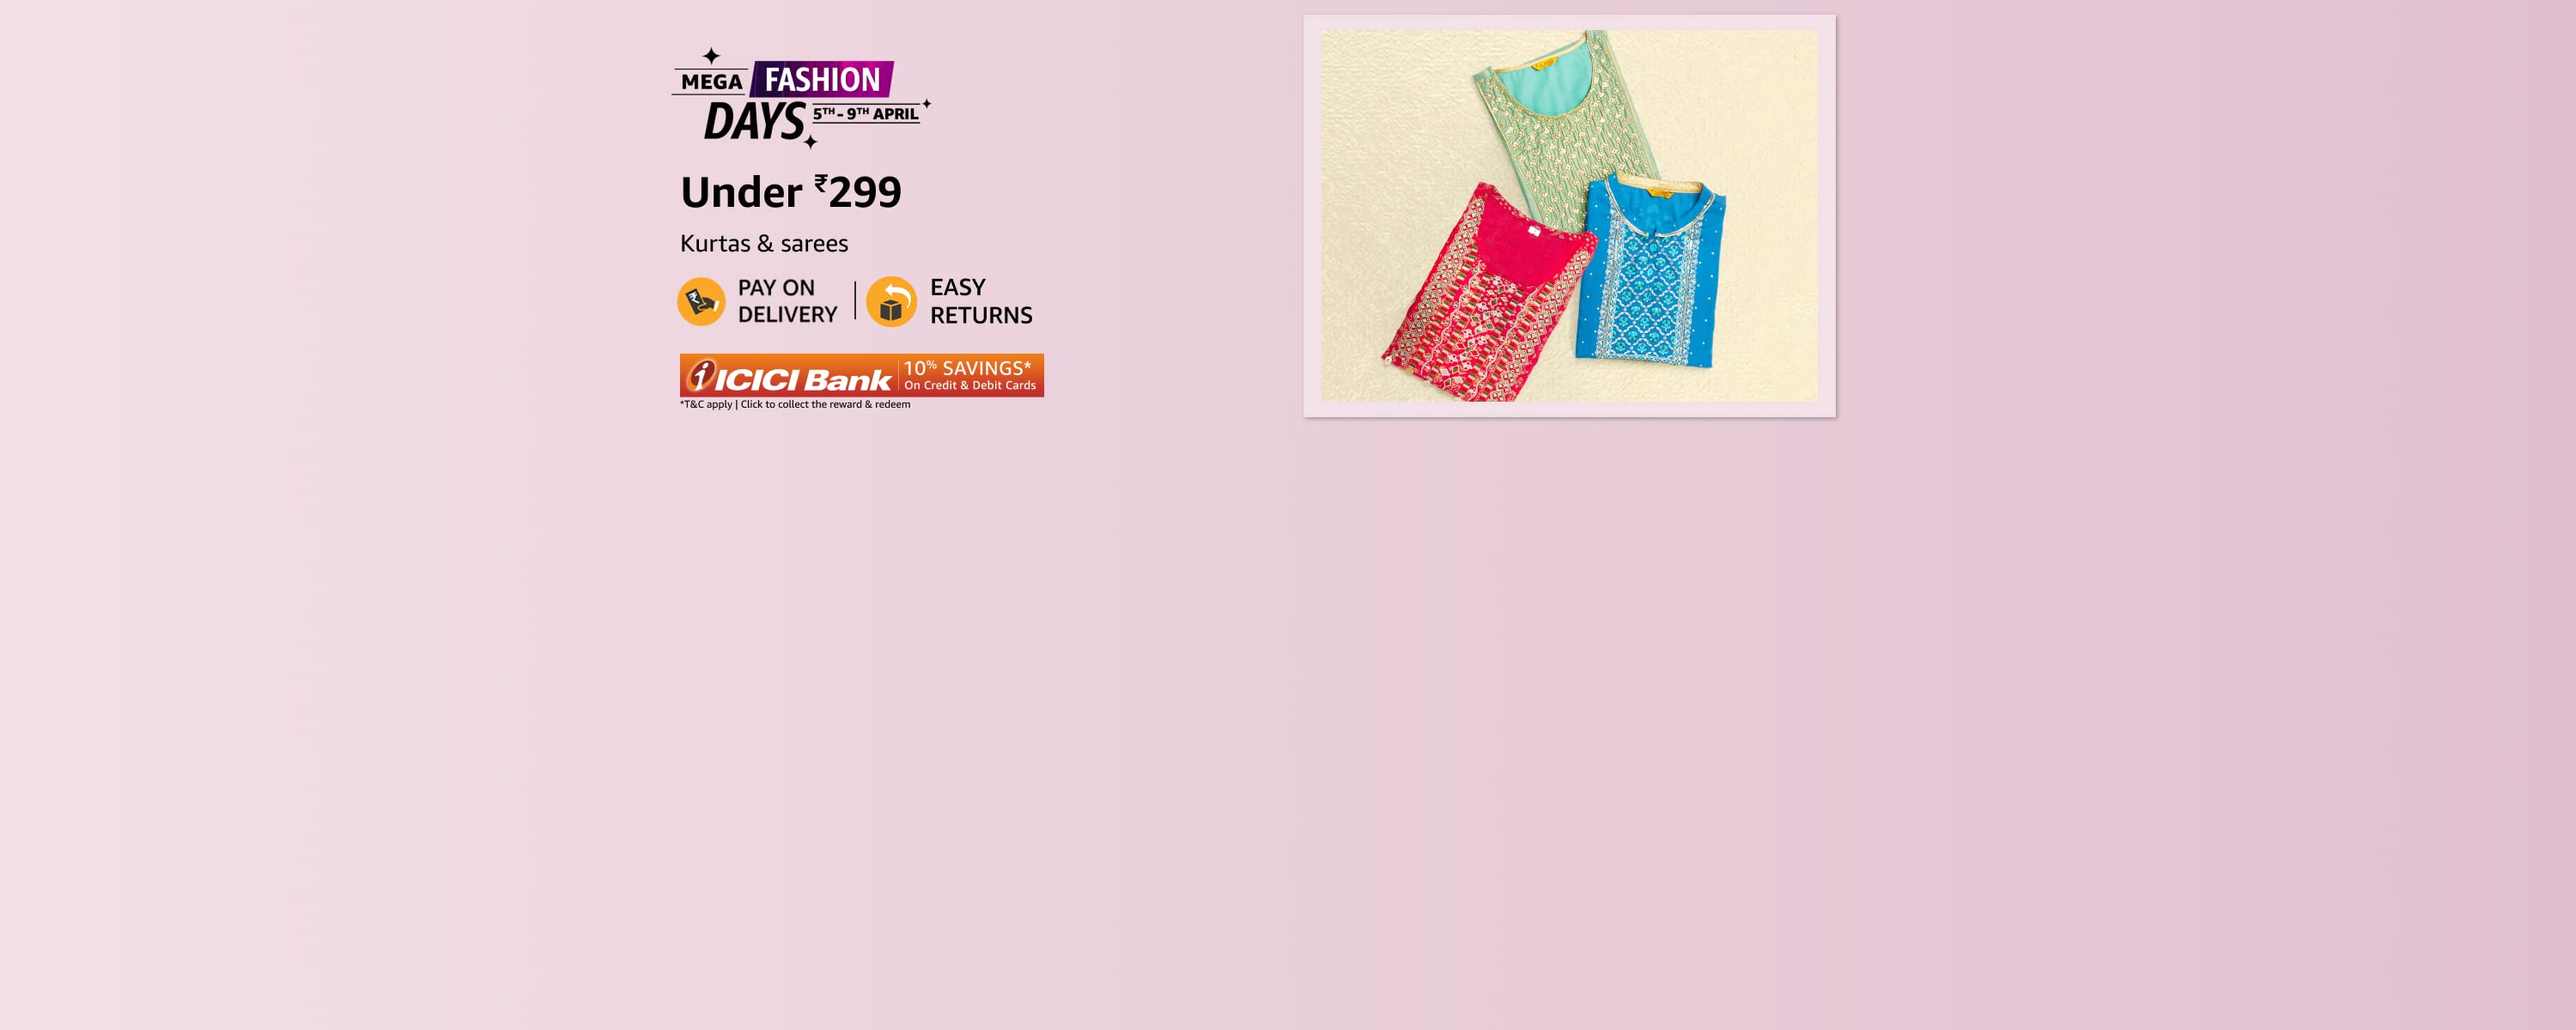 MEGA FASHION
DAYS 5TH - 9TH APRIL
Under ₹299
Kurtas & sarees
PAY ON
DELIVERY
EASY
RETURNS
ICICI Bank
10% SAVINGS*
On Credit & Debit Cards
*T&C apply | Click to collect the reward & redeem